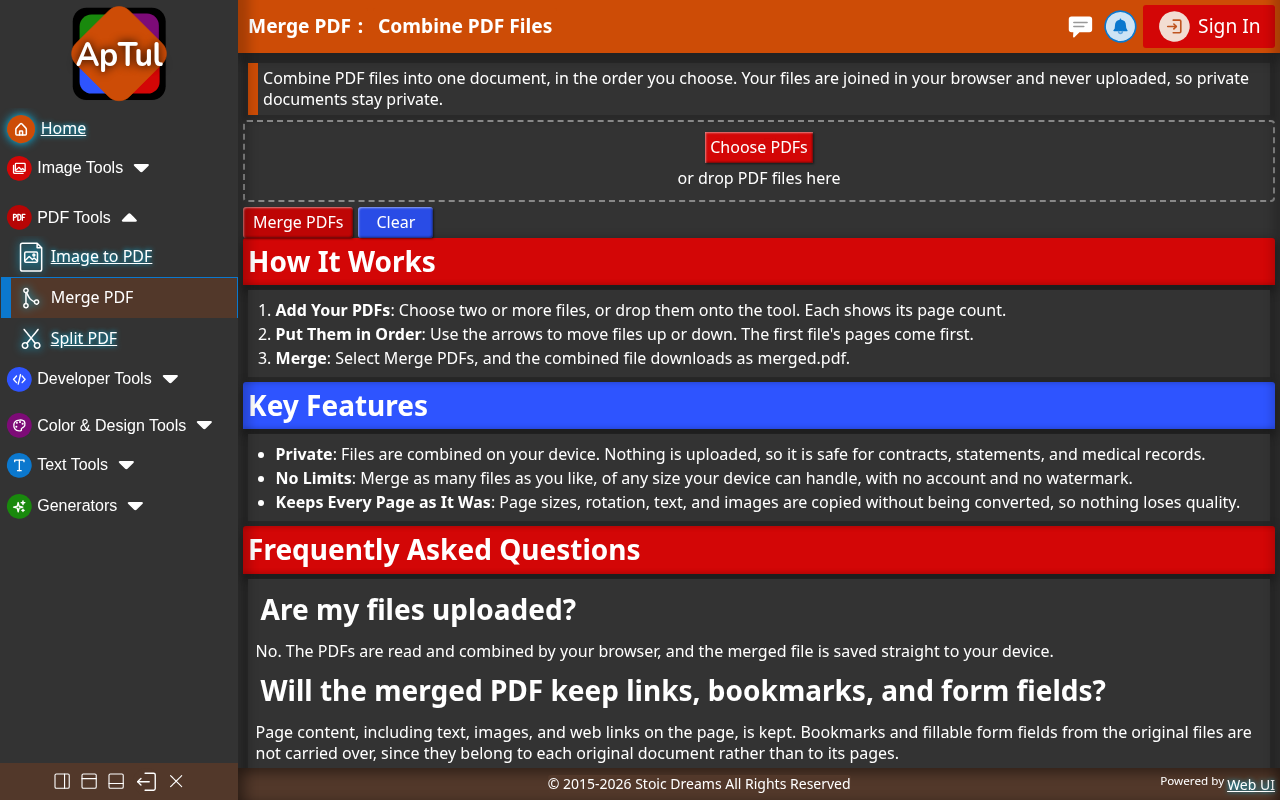 ApTul
Home
Image Tools
PDF
PDF Tools
Image to PDF
Merge PDF
Split PDF
Developer Tools
Color & Design Tools
Text Tools
Generators
Merge PDF : Combine PDF Files
Sign In
Combine PDF files into one document, in the order you choose. Your files are joined in your browser and never uploaded, so private
documents stay private.
Choose PDFs
or drop PDF files here
Merge PDFs
Clear
How It Works
1. Add Your PDFs: Choose two or more files, or drop them onto the tool. Each shows its page count.
2. Put Them in Order: Use the arrows to move files up or down. The first file's pages come first.
3. Merge: Select Merge PDFs, and the combined file downloads as merged.pdf.
Key Features
• Private: Files are combined on your device. Nothing is uploaded, so it is safe for contracts, statements, and medical records.
• No Limits: Merge as many files as you like, of any size your device can handle, with no account and no watermark.
• Keeps Every Page as It Was: Page sizes, rotation, text, and images are copied without being converted, so nothing loses quality.
Frequently Asked Questions
Are my files uploaded?
No. The PDFs are read and combined by your browser, and the merged file is saved straight to your device.
Will the merged PDF keep links, bookmarks, and form fields?
Page content, including text, images, and web links on the page, is kept. Bookmarks and fillable form fields from the original files are
not carried over, since they belong to each original document rather than to its pages.
© 2015-2026 Stoic Dreams All Rights Reserved
Powered by Web UI